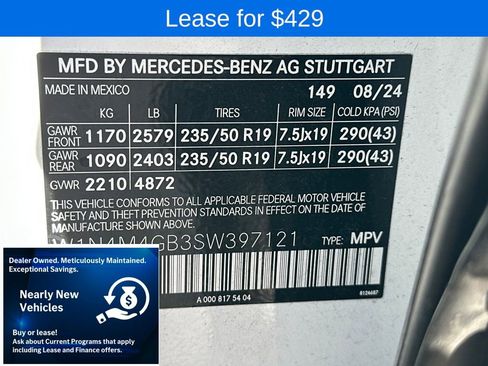 Lease for $429
MFD BY MERCEDES-BENZ AG STUTTGART
MADE IN MEXICO 149 08/24
KG LB TIRES RIM SIZE COLD KPA(PSI)
GAWR FRONT 1170 2579 235/50 R19 7.5Jx19 290(43)
GAWR REAR 1090 2403 235/50 R19 7.5Jx19 290(43)
GVWR 2210 4872
THIS VEHICLE CONFORMS TO ALL APPLICABLE FEDERAL MOTOR VEHICLE
SAFETY AND THEFT PREVENTION STANDARDS IN EFFECT ON THE DATE OF
MANUFACTURE SHOWN ABOVE.
W1N4M4GB3SW397121 TYPE: MPV
A 000 817 54 04
Dealer Owned. Meticulously Maintained.
Exceptional Savings.
Nearly New
Vehicles
Buy or lease!
Ask about Current Programs that apply
including Lease and Finance offers.